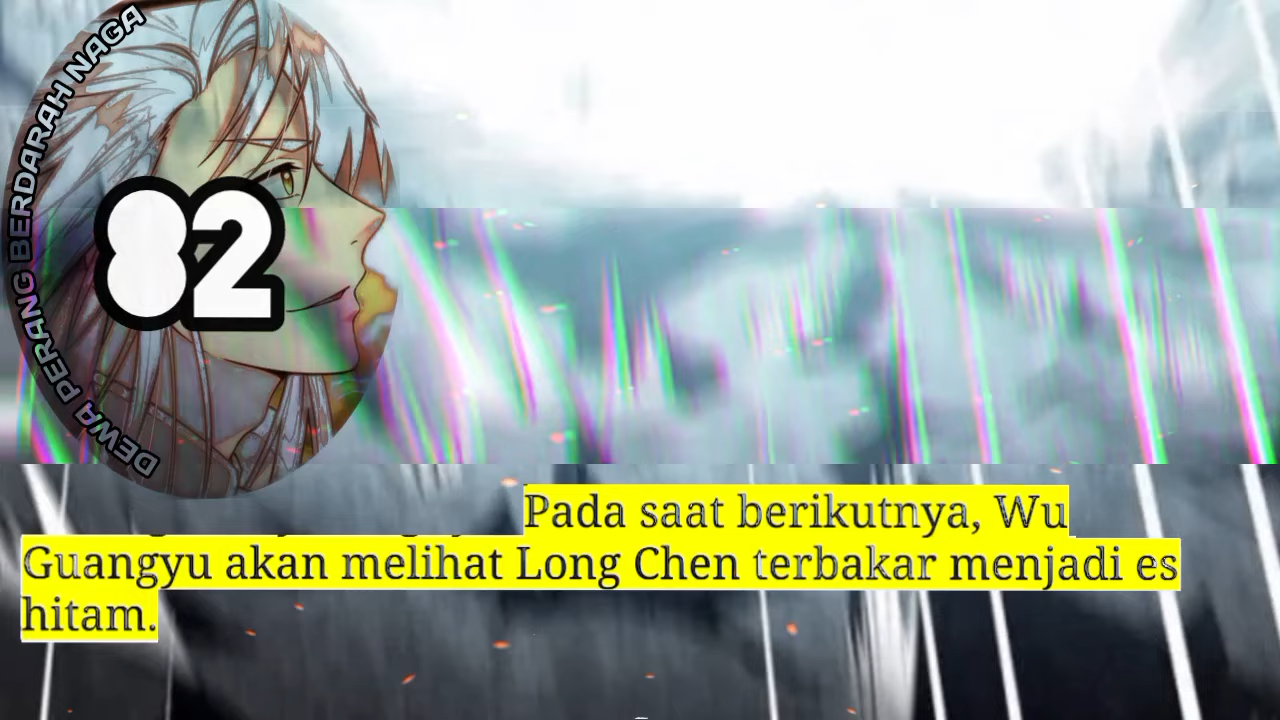 DEWA PERANG BERDARAH NAGA
82
Pada saat berikutnya, Wu
Guangyu akan melihat Long Chen terbakar menjadi es
hitam.